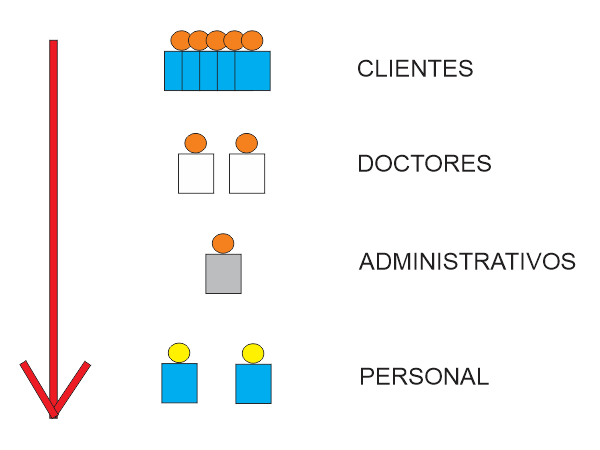 CLIENTES
DOCTORES
ADMINISTRATIVOS
PERSONAL